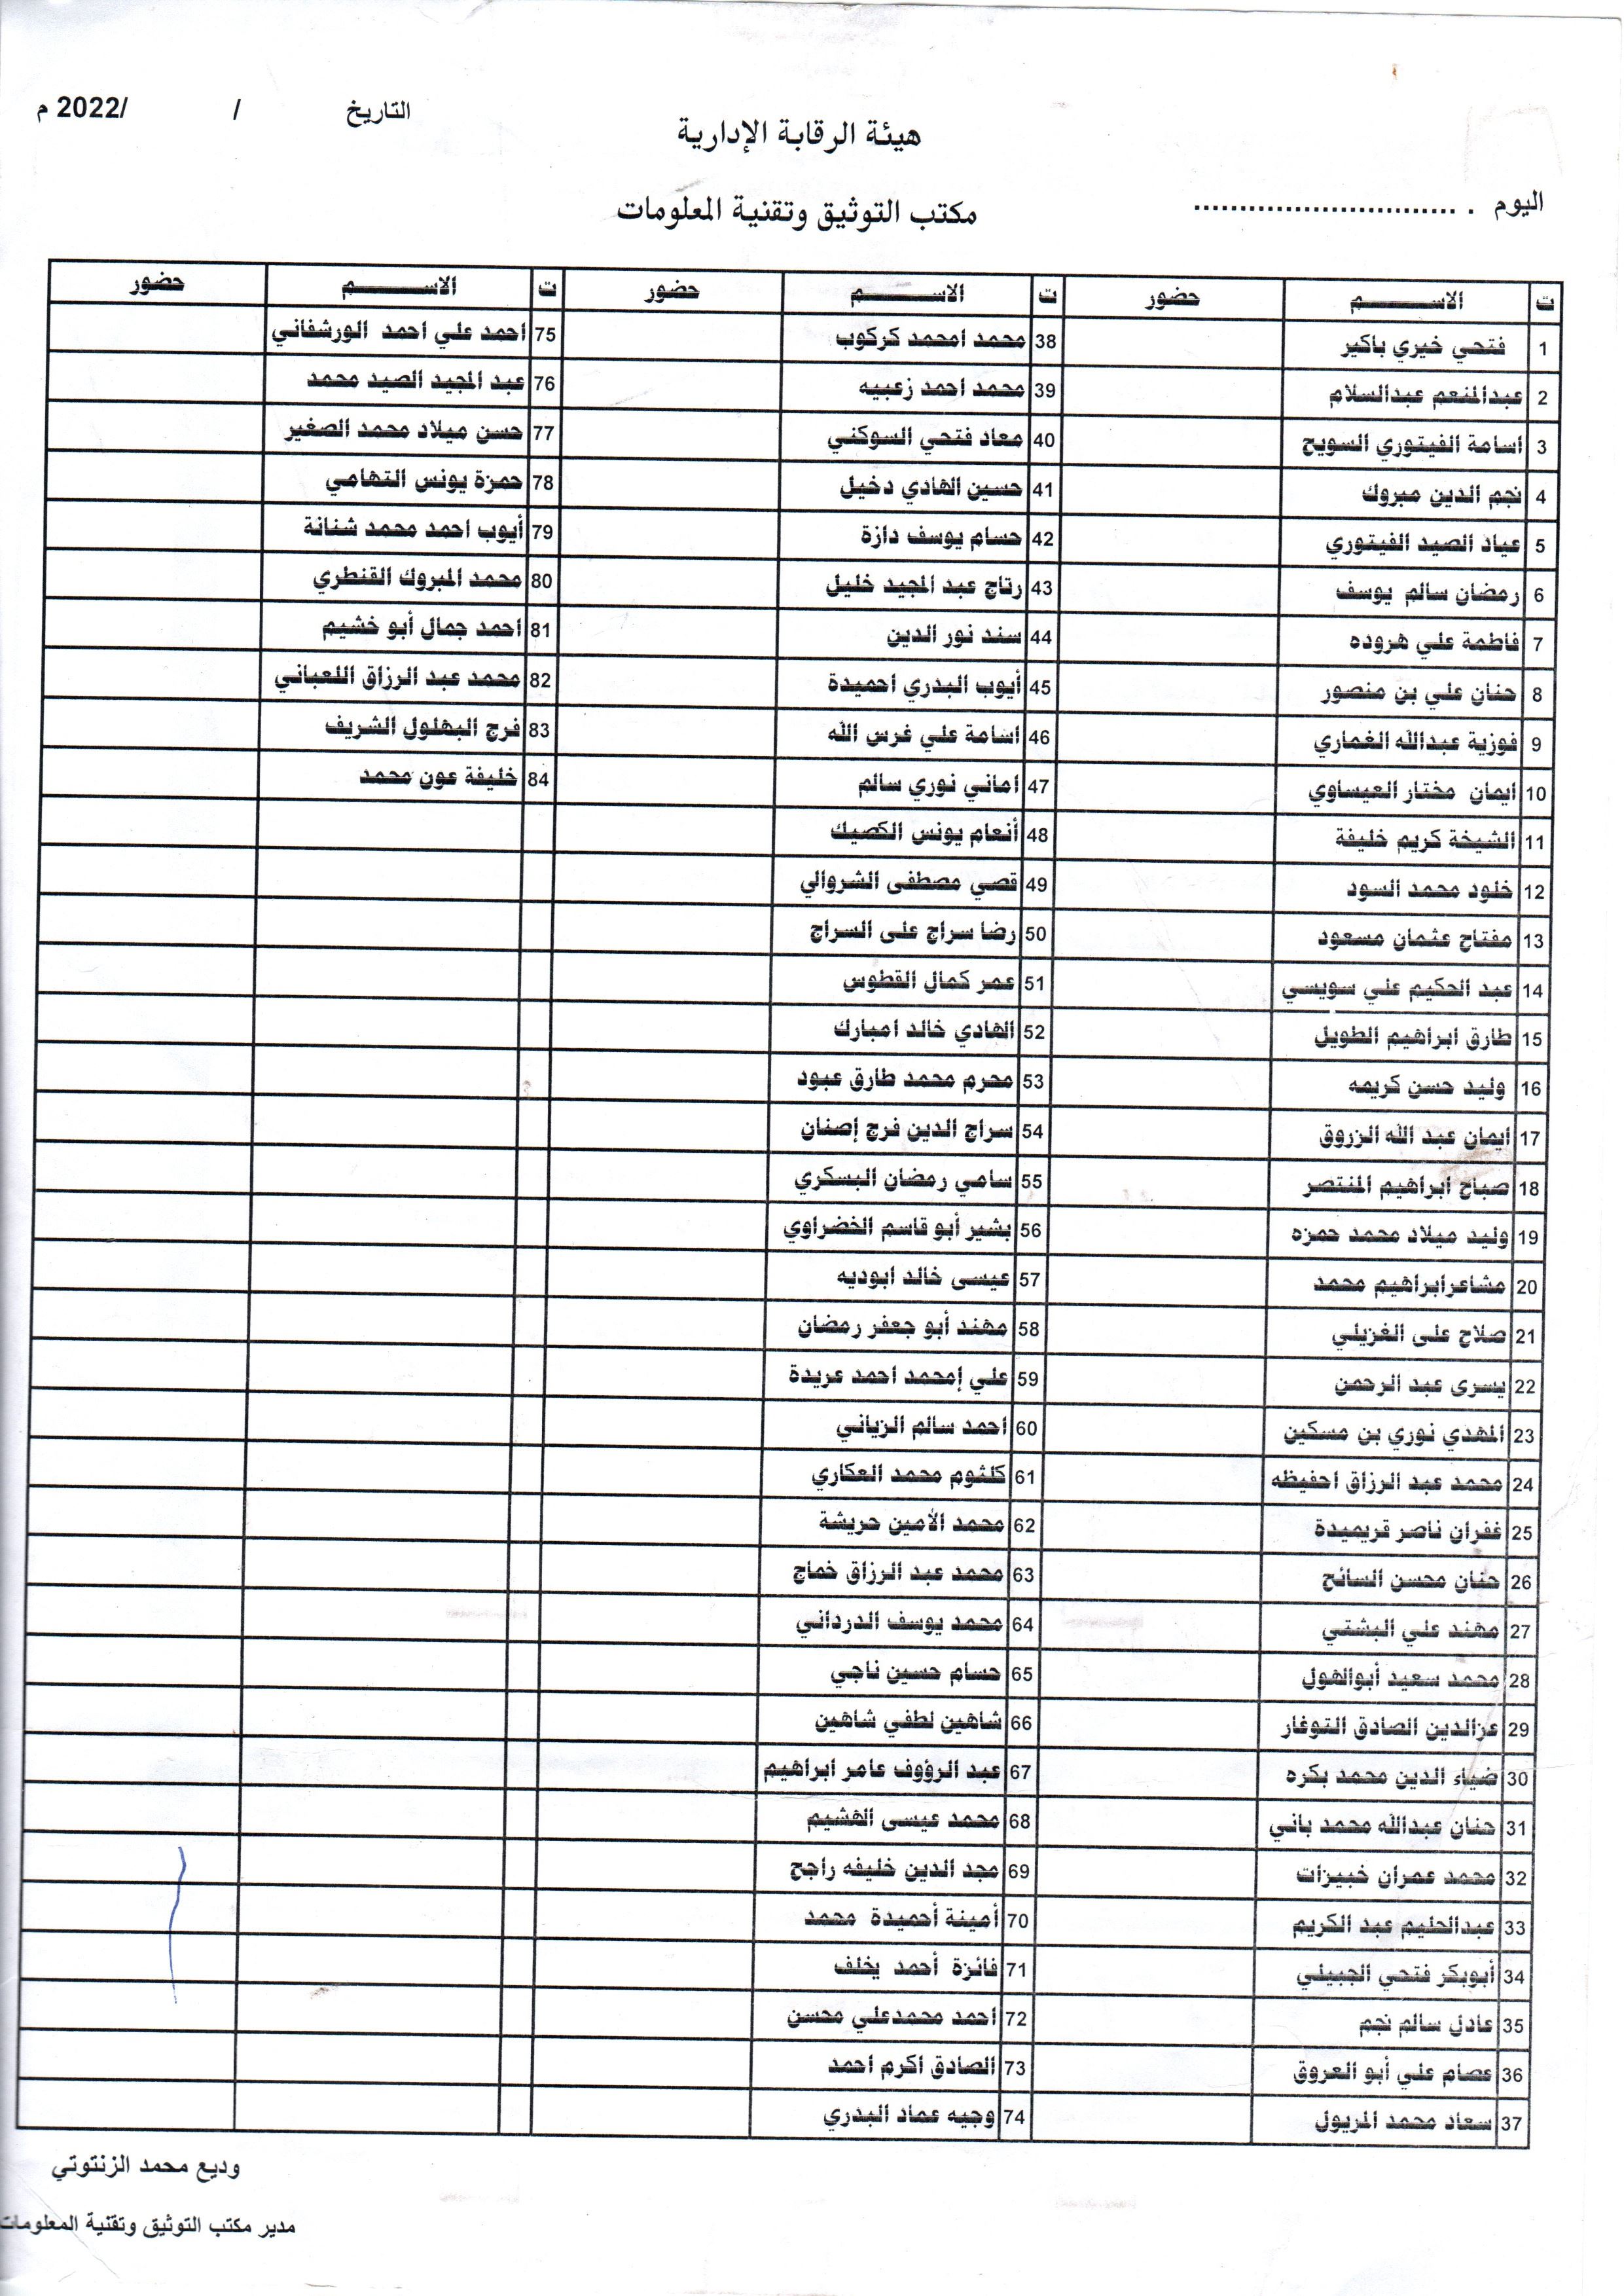 التاريخ / /2022 م
هيئة الرقابة الإدارية
اليوم . .............................
مكتب التوثيق وتقنية المعلومات
ت الاســــــــم حضور ت الاســــــــم حضور ت الاســــــــم حضور
1 فتحي خيري باكير 38 محمد امحمد كركوب 75 احمد علي احمد الورشفاني
2 عبدالمنعم عبدالسلام 39 محمد احمد زعبيه 76 عبد المجيد الصيد محمد
3 اسامة الفيتوري السويح 40 معاد فتحي السوكني 77 حسن ميلاد محمد الصغير
4 نجم الدين مبروك 41 حسين الهادي دخيل 78 حمزة يونس التهامي
5 عياد الصيد الفيتوري 42 حسام يوسف دازة 79 أيوب احمد محمد شنانة
6 رمضان سالم يوسف 43 رتاج عبد المجيد خليل 80 محمد المبروك القنطري
7 فاطمة علي هروده 44 سند نور الدين 81 احمد جمال أبو خشيم
8 حنان علي بن منصور 45 أيوب البدري احميدة 82 محمد عبد الرزاق اللعباني
9 فوزية عبدالله الغماري 46 اسامة علي غرس الله 83 فرج البهلول الشريف
10 ايمان مختار العيساوي 47 اماني نوري سالم 84 خليفة عون محمد
11 الشيخة كريم خليفة 48 أنعام يونس الكصيك
12 خلود محمد السود 49 قصي مصطفى الشروالي
13 مفتاح عثمان مسعود 50 رضا سراج على السراج
14 عبد الحكيم علي سويسي 51 عمر كمال القطوس
15 طارق ابراهيم الطويل 52 الهادي خالد امبارك
16 وليد حسن كريمه 53 محرم محمد طارق عبود
17 ايمان عبد الله الزروق 54 سراج الدين فرج إصنان
18 صباح ابراهيم المنتصر 55 سامي رمضان البسكري
19 وليد ميلاد محمد حمزه 56 بشير أبو قاسم الخضراوي
20 مشاعرابراهيم محمد 57 عيسى خالد ابوديه
21 صلاح على الغزيلي 58 مهند أبو جعفر رمضان
22 يسرى عبد الرحمن 59 علي إمحمد احمد عريدة
23 المهدي نوري بن مسكين 60 احمد سالم الزياني
24 محمد عبد الرزاق احفيظه 61 كلثوم محمد العكاري
25 غفران ناصر قريميدة 62 محمد الأمين حريشة
26 حنان محسن السائح 63 محمد عبد الرزاق خماج
27 مهند علي البشتي 64 محمد يوسف الدرداني
28 محمد سعيد أبوالهول 65 حسام حسين ناجي
29 عزالدين الصادق التوغار 66 شاهين لطفي شاهين
30 ضياء الدين محمد بكره 67 عبد الرؤوف عامر ابراهيم
31 حنان عبدالله محمد باني 68 محمد عيسى الهشيم
32 محمد عمران خبيزات 69 مجد الدين خليفه راجح
33 عبدالحليم عبد الكريم 70 أمينة أحميدة محمد
34 أبوبكر فتحي الجبيلي 71 فائزة أحمد يخلف
35 عادل سالم نجم 72 احمد محمدعلي محسن
36 عصام علي أبو العروق 73 الصادق اكرم احمد
37 سعاد محمد المريول 74 وجيه عماد البدري
وديع محمد الزنتوتي
مدير مكتب التوثيق وتقنية المعلومات